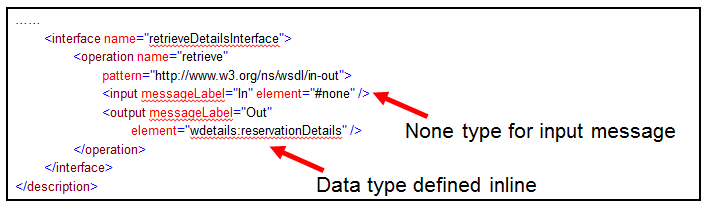 ……
<interface name="retrieveDetailsInterface">
<operation name="retrieve"
pattern="http://www.w3.org/ns/wsdl/in-out">
<input messageLabel="In" element="#none" />
<output messageLabel="Out"
element="wdetails:reservationDetails" />
None type for input message
</operation>
</interface>
Data type defined inline
</description>